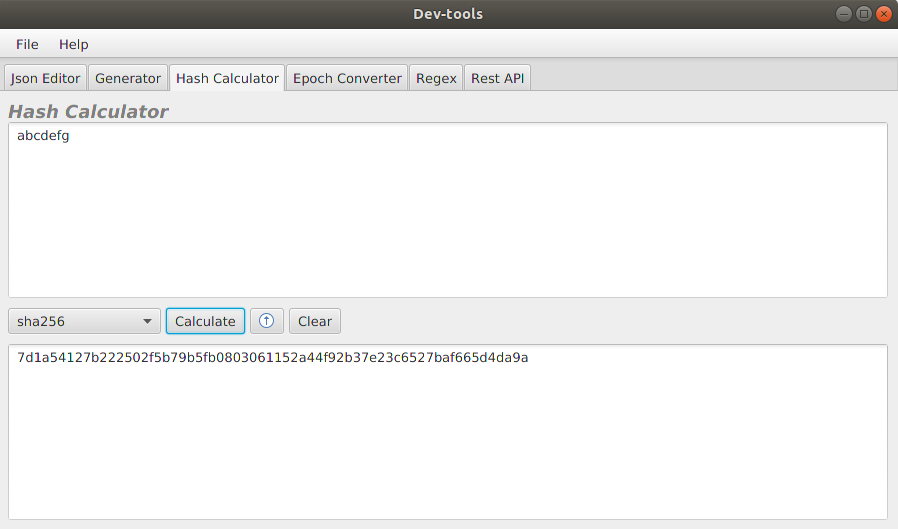 Dev-tools
File Help
Json Editor Generator Hash Calculator Epoch Converter Regex Rest API
Hash Calculator
abcdefg
sha256 Calculate Clear
7d1a54127b222502f5b79b5fb0803061152a44f92b37e23c6527baf665d4da9a